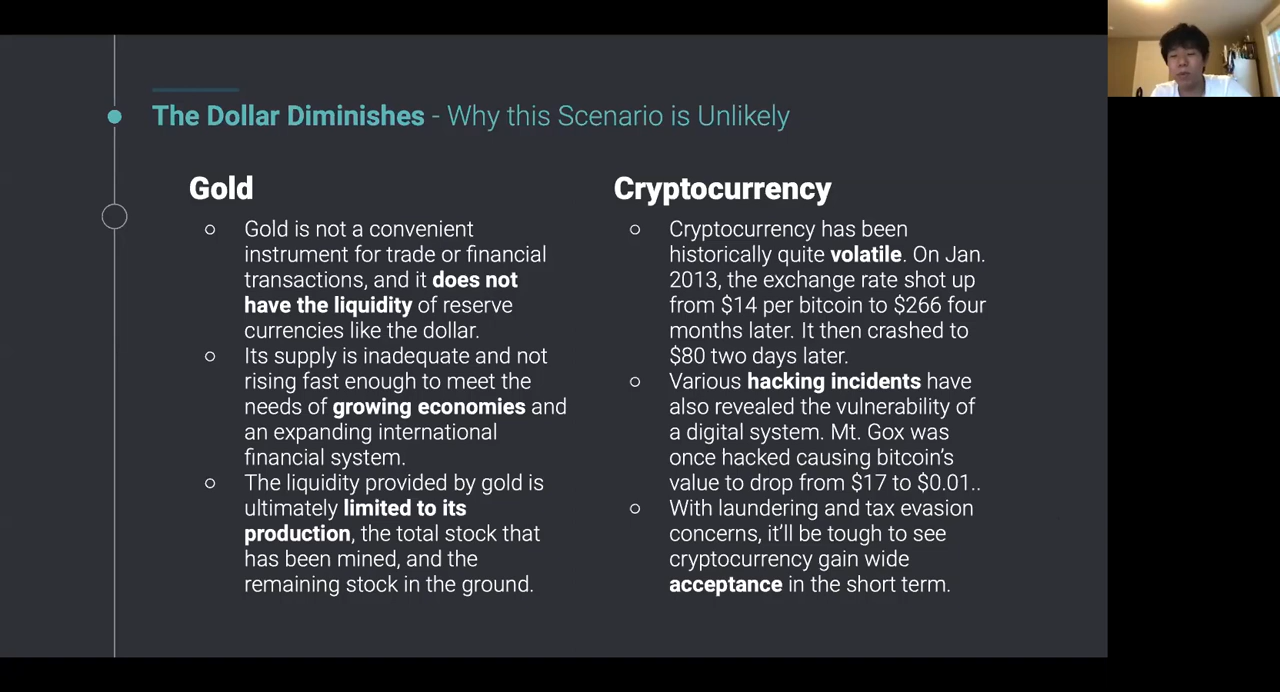 The Dollar Diminishes - Why this Scenario is Unlikely
Gold
Gold is not a convenient
instrument for trade or financial
transactions, and it does not
have the liquidity of reserve
currencies like the dollar.
Its supply is inadequate and not
rising fast enough to meet the
needs of growing economies and
an expanding international
financial system.
The liquidity provided by gold is
ultimately limited to its
production, the total stock that
has been mined, and the
remaining stock in the ground.
Cryptocurrency
Cryptocurrency has been
historically quite volatile. On Jan.
2013, the exchange rate shot up
from $14 per bitcoin to $266 four
months later. It then crashed to
$80 two days later.
Various hacking incidents have
also revealed the vulnerability of
a digital system. Mt. Gox was
once hacked causing bitcoin's
value to drop from $17 to $0.01..
With laundering and tax evasion
concerns, it'll be tough to see
cryptocurrency gain wide
acceptance in the short term.